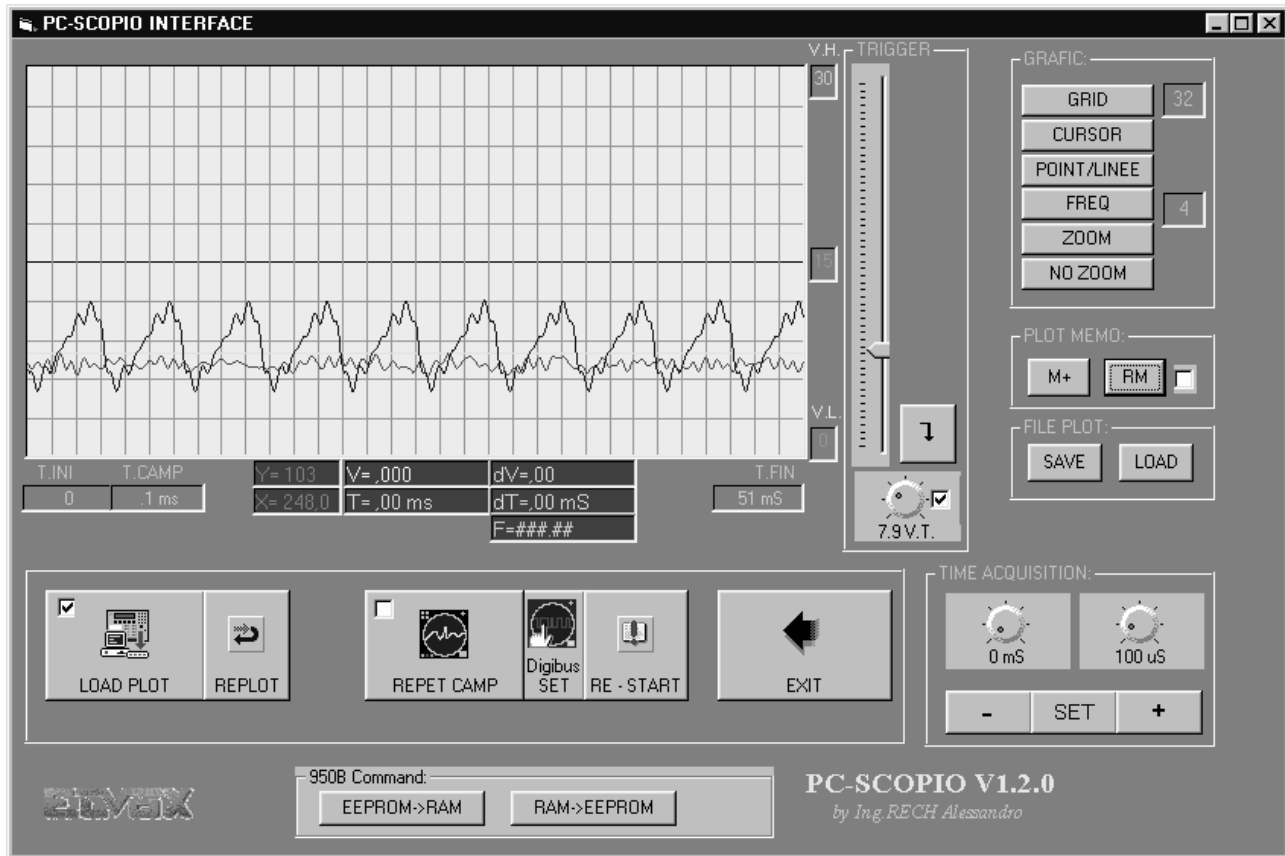 PC-SCOPIO INTERFACE
V.H.
30
15
V.L.
0
TRIGGER
7.9 V.T.
GRAFIC:
GRID
32
CURSOR
POINT/LINEE
FREQ
4
ZOOM
NO ZOOM
PLOT MEMO:
M+
RM
FILE PLOT:
SAVE
LOAD
T.INI
T.CAMP
0
.1 ms
Y= 103
V= ,000
dV=,00
X= 248,0
T= ,00 ms
dT=,00 mS
F=###.##
T.FIN
51 mS
LOAD PLOT
REPLOT
REPET CAMP
Digibus
SET
RE - START
EXIT
TIME ACQUISITION:
0 mS
100 uS
-
SET
+
950B Command:
EEPROM->RAM
RAM->EEPROM
PC-SCOPIO V1.2.0
by Ing.RECH Alessandro